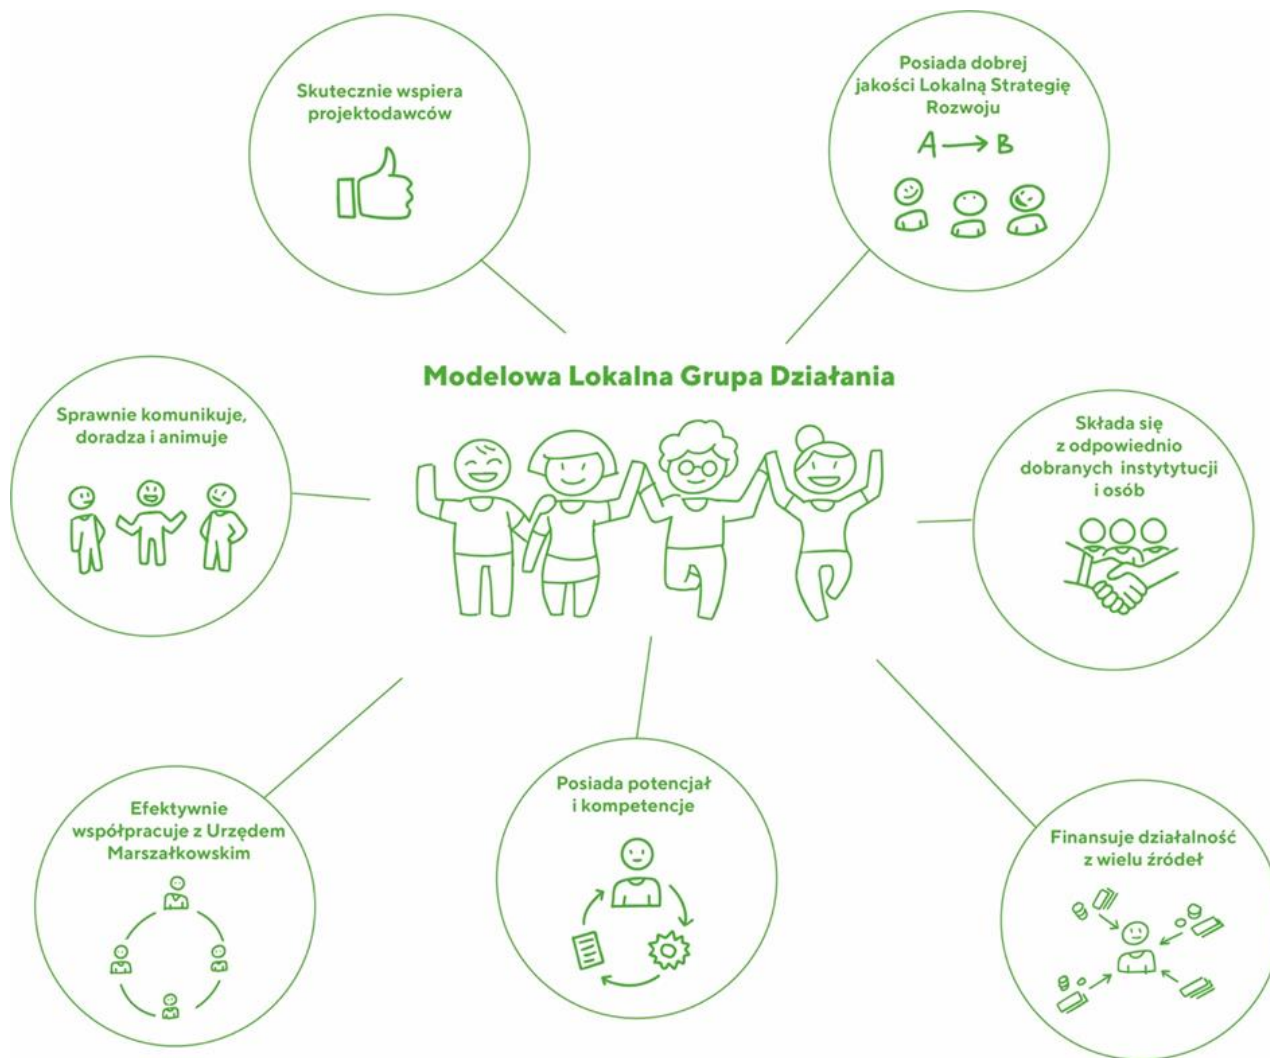 Skutecznie wspiera
projektodawców
Posiada dobrej
jakości Lokalną Strategię
Rozwoju
A → B
Modelowa Lokalna Grupa Działania
Sprawnie komunikuje,
doradza i animuje
Składa się
z odpowiednio
dobranych instytytucji
i osób
Efektywnie
współpracuje z Urzędem
Marszałkowskim
Posiada potencjał
i kompetencje
Finansuje działalność
z wielu źródeł